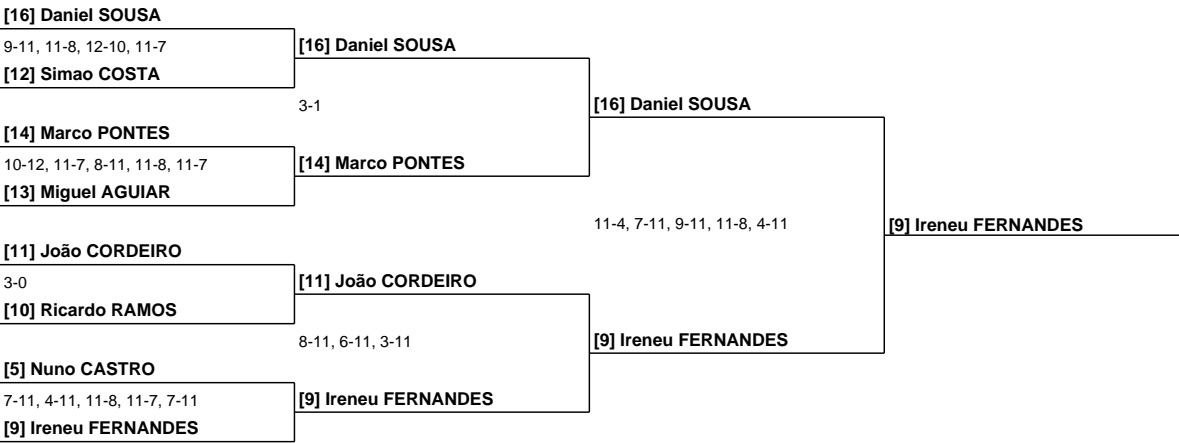 [16] Daniel SOUSA
9-11, 11-8, 12-10, 11-7
[12] Simao COSTA
[14] Marco PONTES
10-12, 11-7, 8-11, 11-8, 11-7
[13] Miguel AGUIAR
[11] João CORDEIRO
3-0
[10] Ricardo RAMOS
[5] Nuno CASTRO
7-11, 4-11, 11-8, 11-7, 7-11
[9] Ireneu FERNANDES
[16] Daniel SOUSA
3-1
[14] Marco PONTES
[11] João CORDEIRO
8-11, 6-11, 3-11
[9] Ireneu FERNANDES
[16] Daniel SOUSA
11-4, 7-11, 9-11, 11-8, 4-11
[9] Ireneu FERNANDES
[9] Ireneu FERNANDES